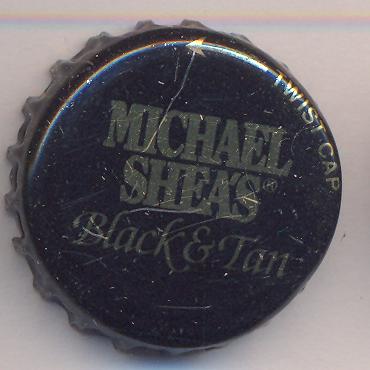 MICHAEL
SHEA'S®
Black & Tan
TWIST CAP